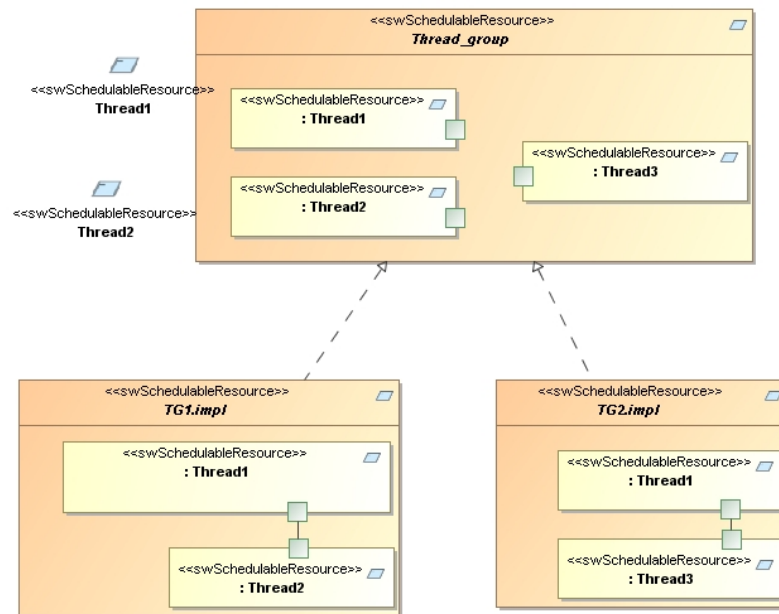 <<swSchedulableResource>>
Thread_group
<<swSchedulableResource>>
Thread1
<<swSchedulableResource>>
: Thread1
<<swSchedulableResource>>
: Thread3
<<swSchedulableResource>>
Thread2
<<swSchedulableResource>>
: Thread2
<<swSchedulableResource>>
TG1.impl
<<swSchedulableResource>>
: Thread1
<<swSchedulableResource>>
: Thread2
<<swSchedulableResource>>
TG2.impl
<<swSchedulableResource>>
: Thread1
<<swSchedulableResource>>
: Thread3